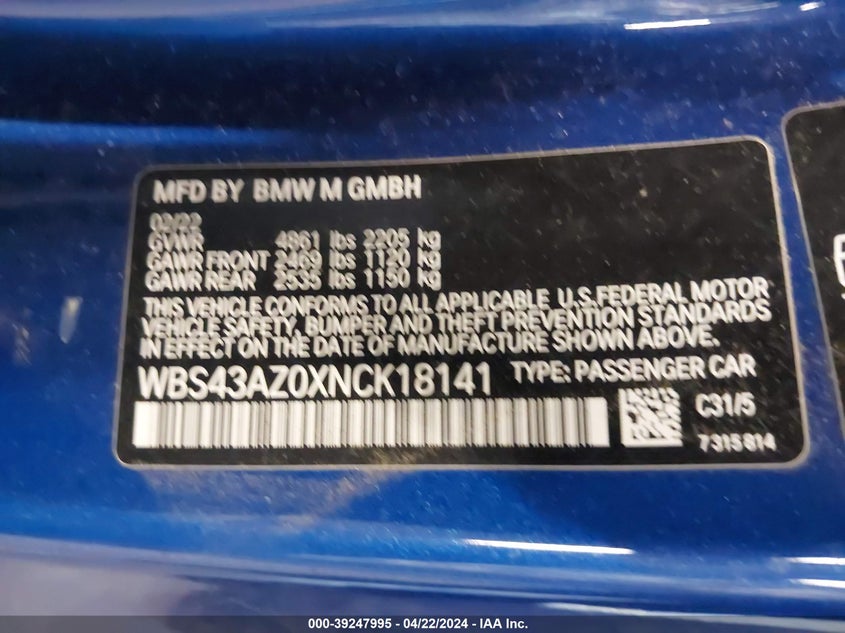 MFD BY BMW M GMBH
02/22
GVWR 4861 lbs 2205 kg
GAWR FRONT 2469 lbs 1120 kg
GAWR REAR 2535 lbs 1150 kg
THIS VEHICLE CONFORMS TO ALL APPLICABLE U.S.FEDERAL MOTOR
VEHICLE SAFETY, BUMPER AND THEFT PREVENTION STANDARDS
IN EFFECT ON THE DATE OF MANUFACTURE SHOWN ABOVE.
WBS43AZ0XNCK18141 TYPE: PASSENGER CAR
C31/5
7315814
000-39247995 - 04/22/2024 - IAA Inc.